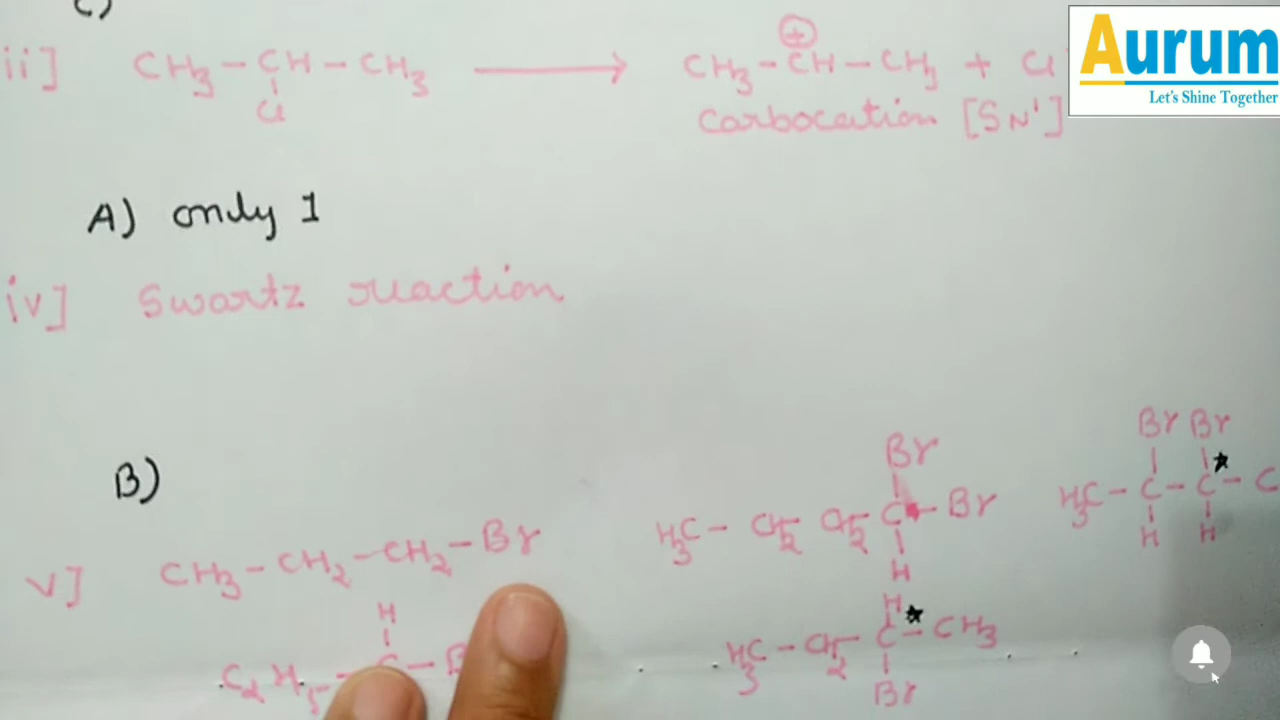 C)
ii] CH3 – CH – CH3 ⟶ CH3 – CH – CH3 + Cl
Cl
⊕
carbocation [SN1]
Aurum
Let's Shine Together
A) only 1
iv] Swartz reaction
B)
v] CH3 – CH2 – CH2 – Br
H
C2H5 – C – B
Br
H3C – CH2 CH2 C – Br
H
H
H3C – CH2 – C – CH3
Br
Br Br
H3C – C – C – C
H H